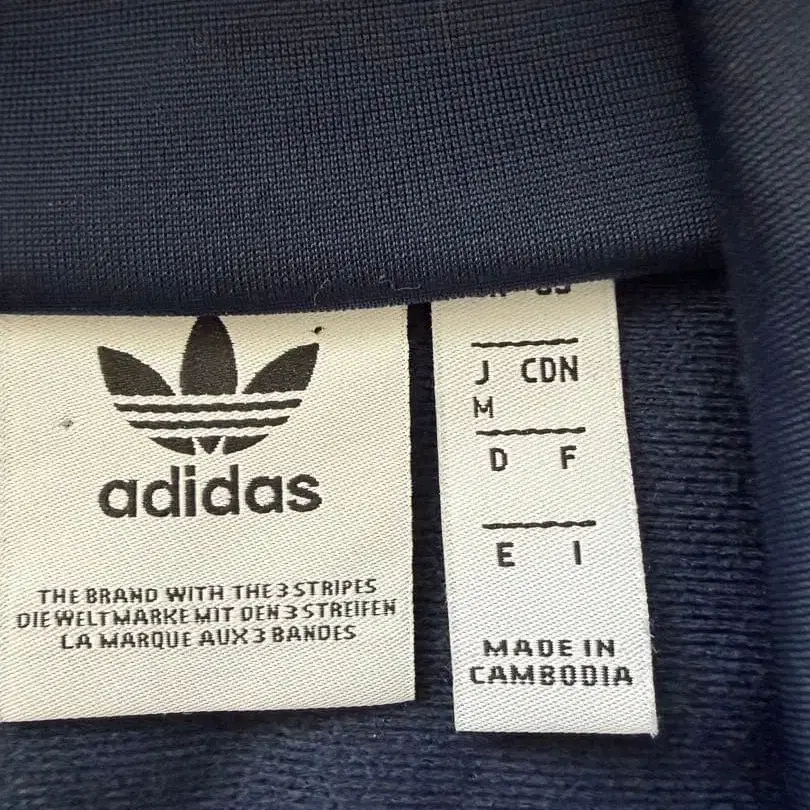 adidas
THE BRAND WITH THE 3 STRIPES
DIE WELTMARKE MIT DEN 3 STREIFEN
LA MARQUE AUX 3 BANDES
J CDN
M
D F
E I
MADE IN
CAMBODIA